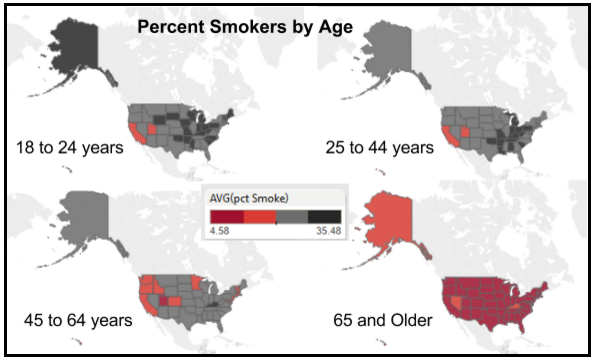 Percent Smokers by Age
18 to 24 years
25 to 44 years
AVG(pct Smoke)
4.58 35.48
45 to 64 years
65 and Older